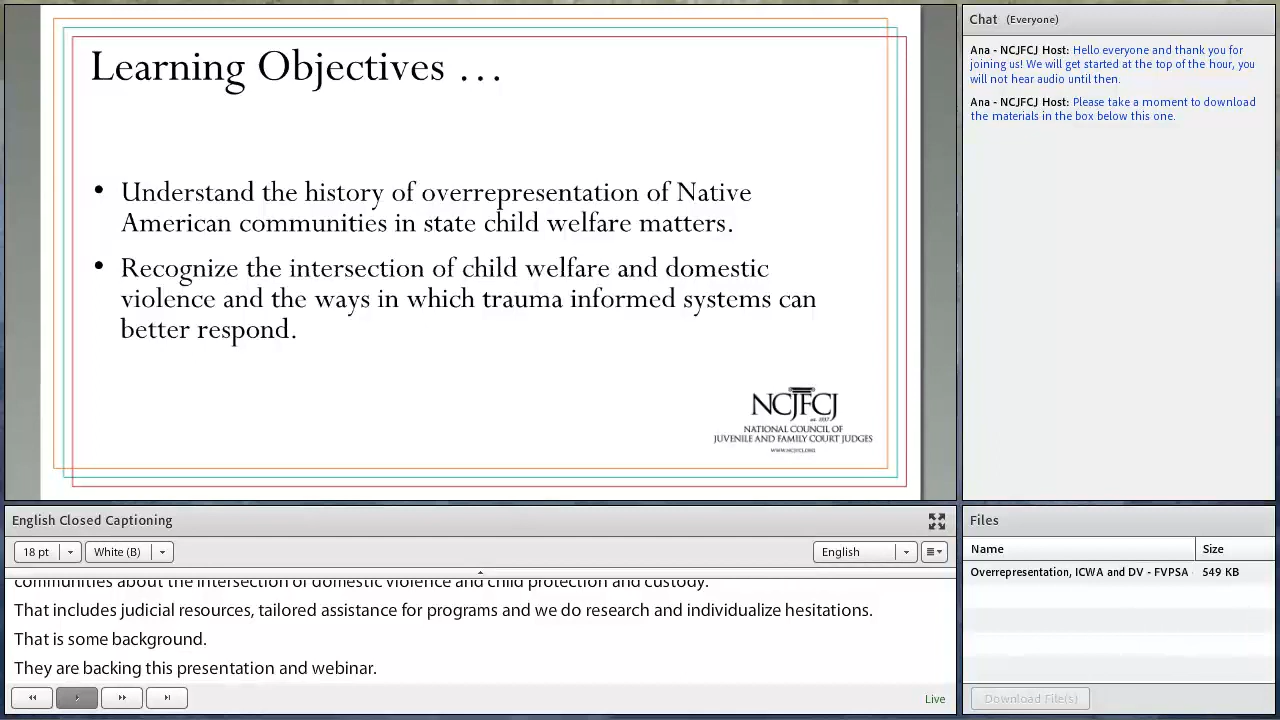 Learning Objectives …
• Understand the history of overrepresentation of Native
American communities in state child welfare matters.
• Recognize the intersection of child welfare and domestic
violence and the ways in which trauma informed systems can
better respond.
NCJFCJ
est. 1937
NATIONAL COUNCIL OF
JUVENILE AND FAMILY COURT JUDGES
WWW.NCJFCJ.ORG
Chat (Everyone)
Ana - NCJFCJ Host: Hello everyone and thank you for
joining us! We will get started at the top of the hour, you
will not hear audio until then.
Ana - NCJFCJ Host: Please take a moment to download
the materials in the box below this one.
English Closed Captioning
18 pt White (B) English
communities about the intersection of domestic violence and child protection and custody.
That includes judicial resources, tailored assistance for programs and we do research and individualize hesitations.
That is some background.
They are backing this presentation and webinar.
Live
Files
Name Size
Overrepresentation, ICWA and DV - FVPSA 549 KB
Download File(s)